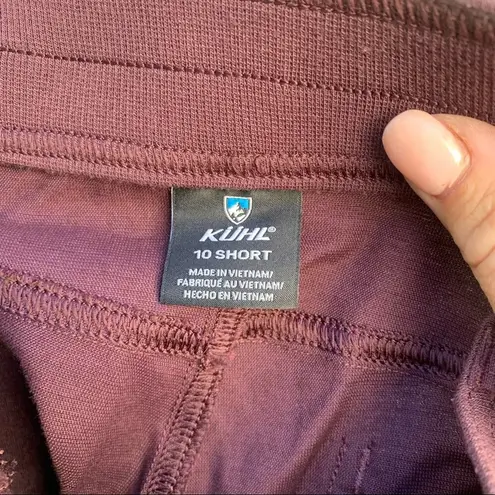 KÜHL®
10 SHORT
MADE IN VIETNAM/
FABRIQUÉ AU VIETNAM/
HECHO EN VIETNAM